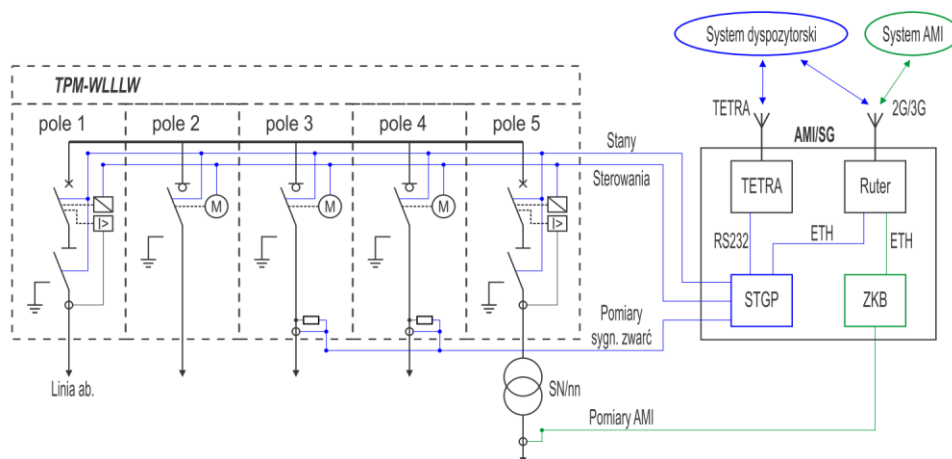 System dyspozytorski
System AMI
TPM-WLLLW
TETRA
2G/3G
AMI/SG
pole 1
pole 2
pole 3
pole 4
pole 5
Stany
Sterowania
TETRA
Ruter
M
M
M
I>
I>
RS232
ETH
ETH
STGP
ZKB
Pomiary
sygn. zwarć
Linia ab.
SN/nn
Pomiary AMI